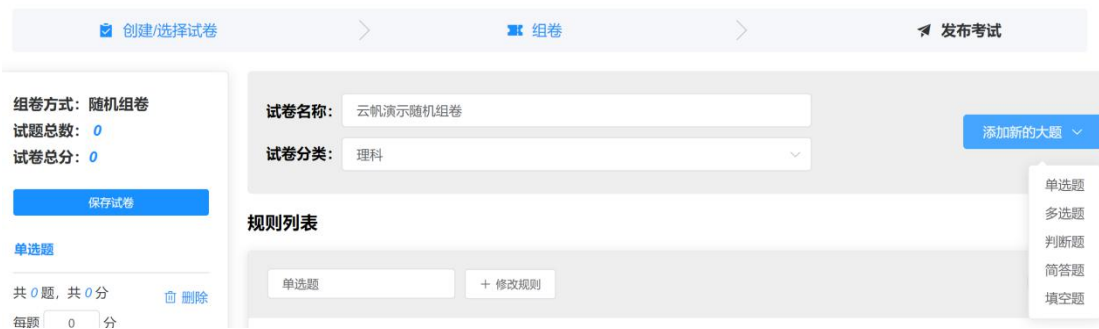 创建/选择试卷
组卷
发布考试
组卷方式：随机组卷
试题总数：0
试卷总分：0
保存试卷
单选题
共0题，共0分
删除
每题 0 分
试卷名称：
云帆演示随机组卷
试卷分类：
理科
添加新的大题
单选题
多选题
判断题
简答题
填空题
规则列表
单选题
+ 修改规则